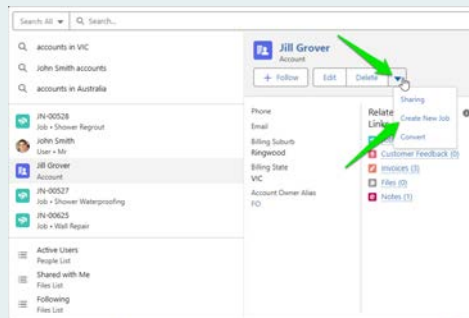 Search: All
Search...
accounts in VIC
John Smith accounts
accounts in Australia
JN-00528
Job • Shower Regrout
John Smith
User • Mr
Jill Grover
Account
JN-00527
Job • Shower Waterproofing
JN-00625
Job • Wall Repair
Active Users
People List
Shared with Me
Files List
Following
Files List
Jill Grover
Account
+ Follow
Edit
Delete
Sharing
Create New Job
Convert
Phone
Email
Billing Suburb
Ringwood
Billing State
VIC
Account Owner Alias
FO
Related
Links
Customer Feedback (0)
Invoices (3)
Files (0)
Notes (1)